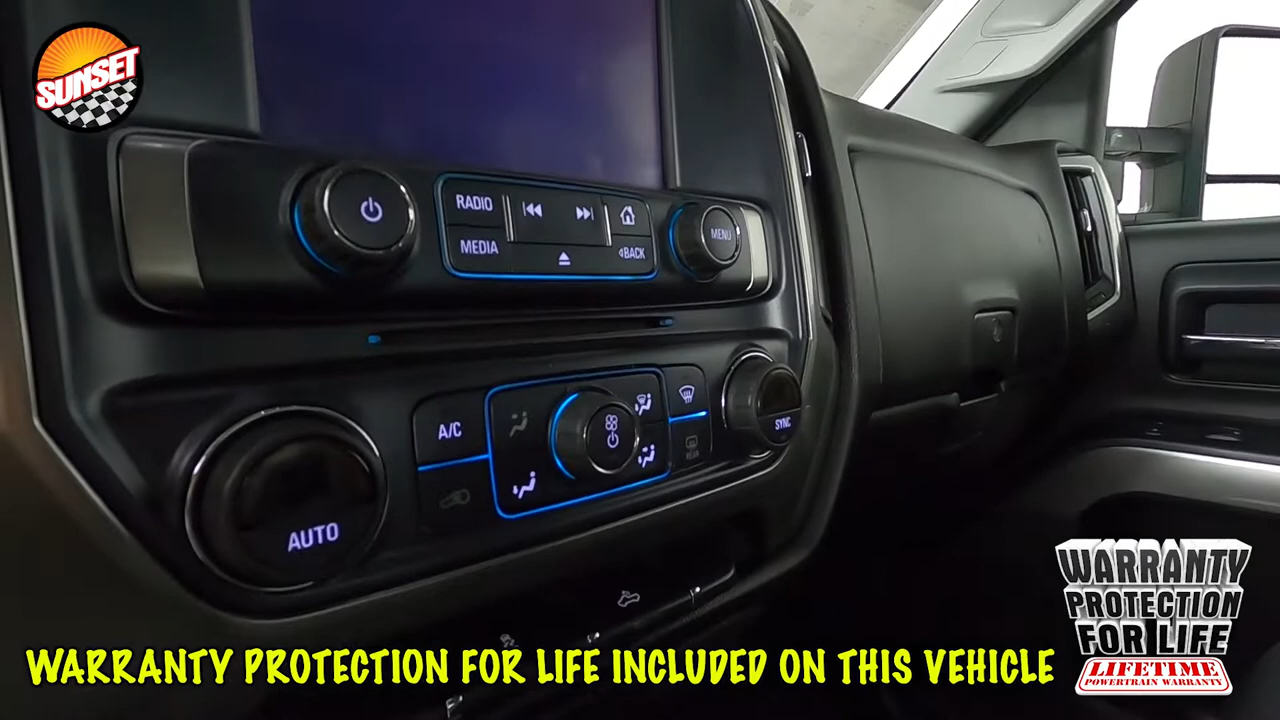 SUNSET
RADIO
MEDIA
BACK
MENU
A/C
AUTO
SYNC
REAR
WARRANTY
PROTECTION
FOR LIFE
LIFETIME
POWERTRAIN WARRANTY
WARRANTY PROTECTION FOR LIFE INCLUDED ON THIS VEHICLE